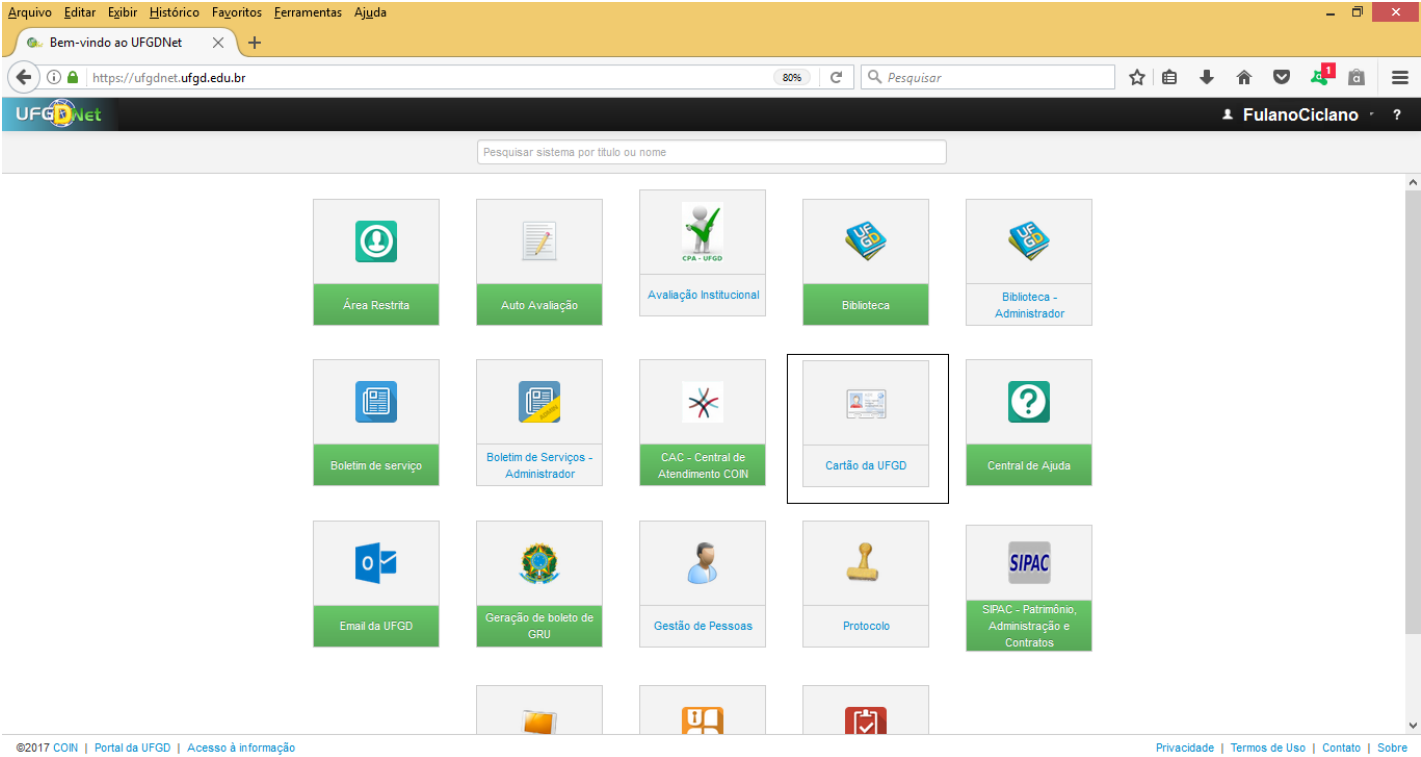 Arquivo Editar Exibir Histórico Favoritos Ferramentas Ajuda
Bem-vindo ao UFGDNet
https://ufgdnet.ufgd.edu.br
80%
Pesquisar
1
UFGDNet
FulanoCiclano
?
Pesquisar sistema por título ou nome
CPA - UFGD
UFGD
UFGD
Área Restrita
Auto Avaliação
Avaliação Institucional
Biblioteca
Biblioteca -
Administrador
ADMIN
?
Boletim de serviço
Boletim de Serviços -
Administrador
CAC - Central de
Atendimento COIN
Cartão da UFGD
Central de Ajuda
SIPAC
Email da UFGD
Geração de boleto de
GRU
Gestão de Pessoas
Protocolo
SIPAC - Patrimônio,
Administração e
Contratos
©2017 COIN | Portal da UFGD | Acesso à informação
Privacidade | Termos de Uso | Contato | Sobre